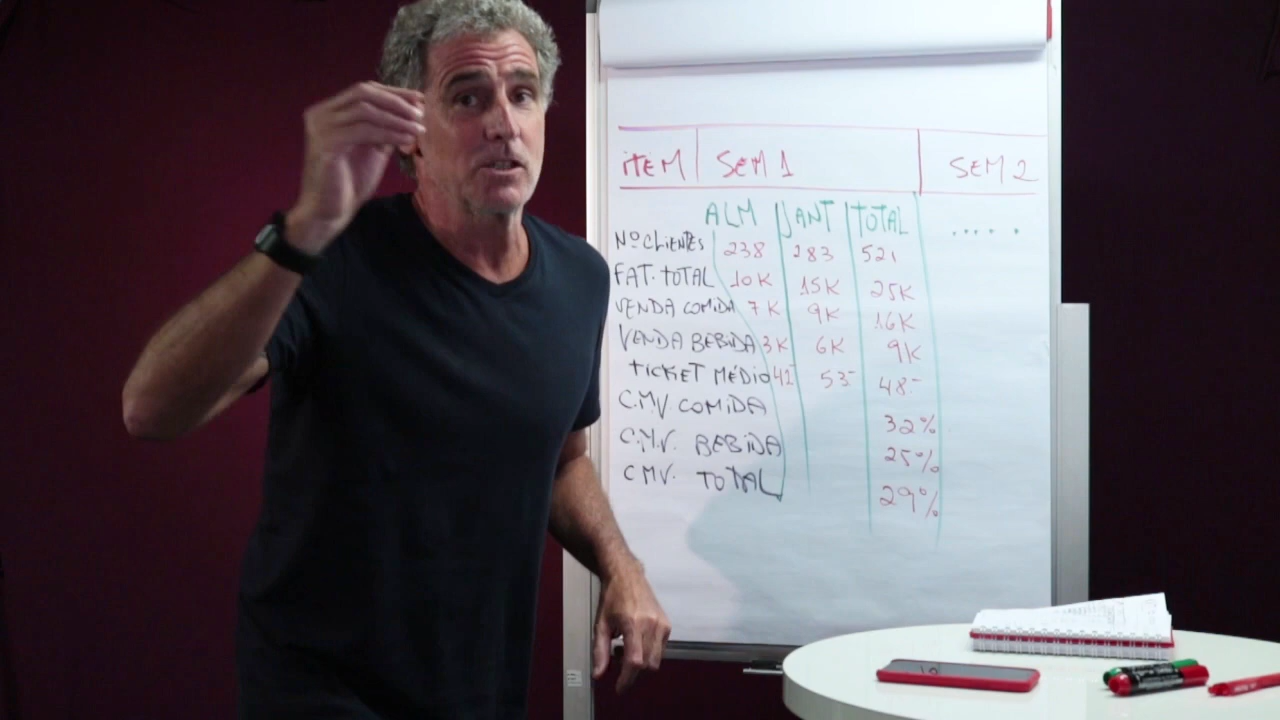 ITEM SEM 1 SEM 2
ALM JANT TOTAL .....
Nº CLIENTES 238 283 521
FAT. TOTAL 10K 15K 25K
VENDA COMIDA 7K 9K 16K
VENDA BEBIDA 3K 6K 9K
TICKET MÉDIO 42 53- 48-
C.M.V. COMIDA 32%
C.M.V. BEBIDA 25%
CMV. TOTAL 29%